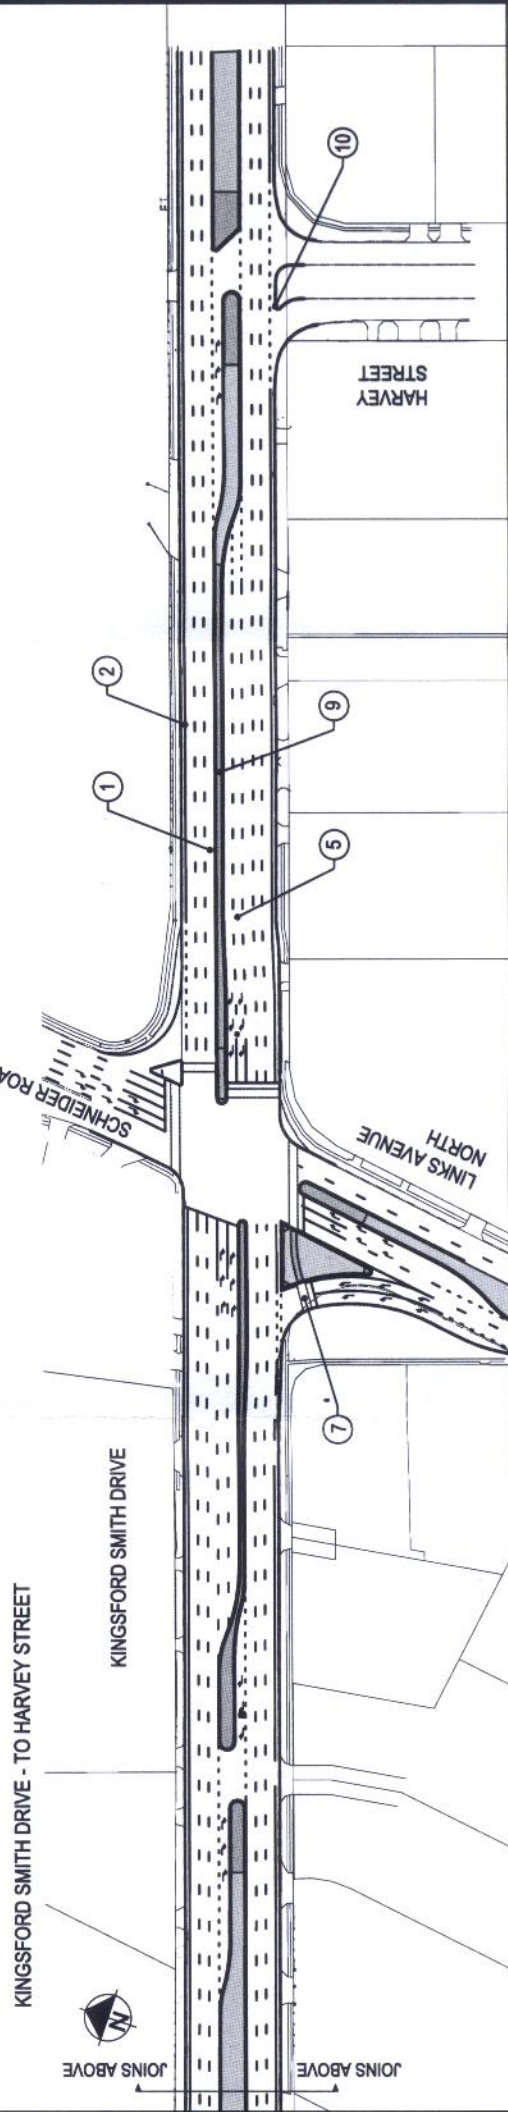 KINGSFORD SMITH DRIVE - TO HARVEY STREET
KINGSFORD SMITH DRIVE
N
JOINS ABOVE
JOINS ABOVE
SCHNEIDER ROA
LINKS AVENUE
NORTH
HARVEY
STREET
1
2
5
7
9
10